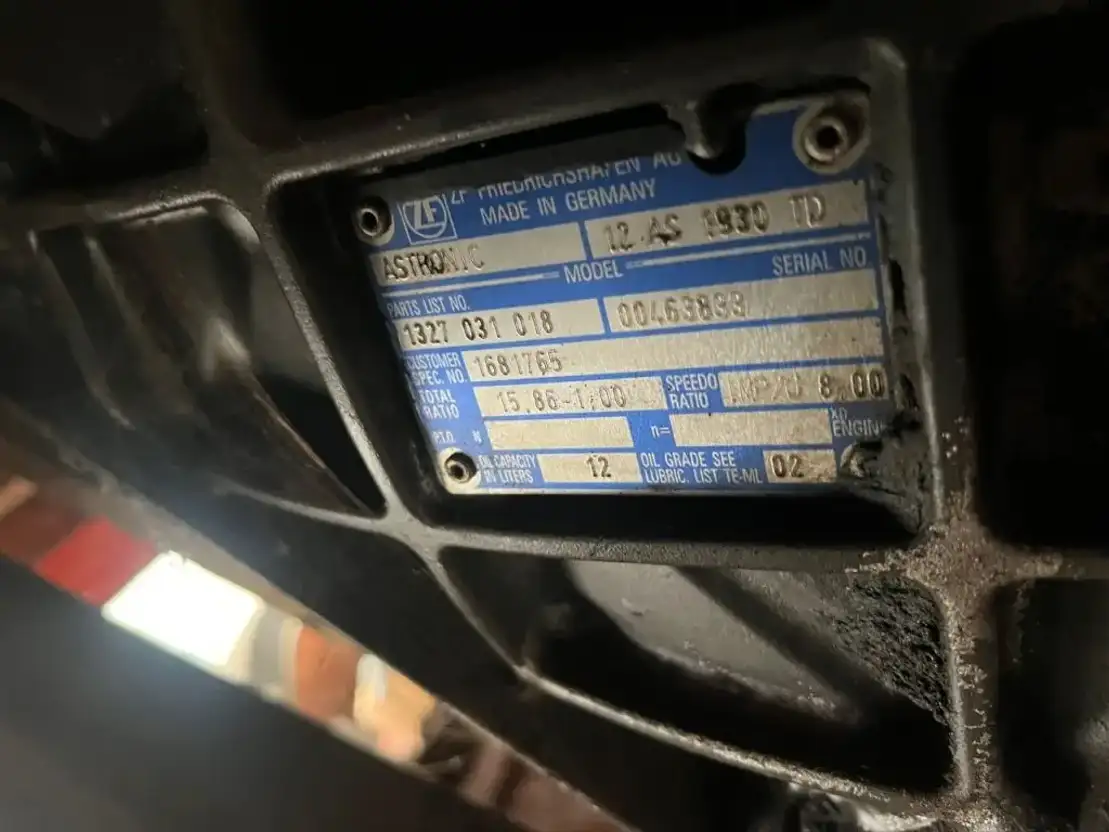 ZF FRIEDRICHSHAFEN AG
ZF MADE IN GERMANY
ASTRONIC 12 AS 1930 TD
MODEL SERIAL NO
PARTS LIST NO.
1327 031 018
CUSTOMER SPEC. NO. 1681765
TOTAL RATIO 15.86-1.00 SPEEDO RATIO 8.00
P.T.O. N n= ENGINE
OIL CAPACITY IN LITERS 12 OIL GRADE SEE LUBRIC. LIST TE-ML 02